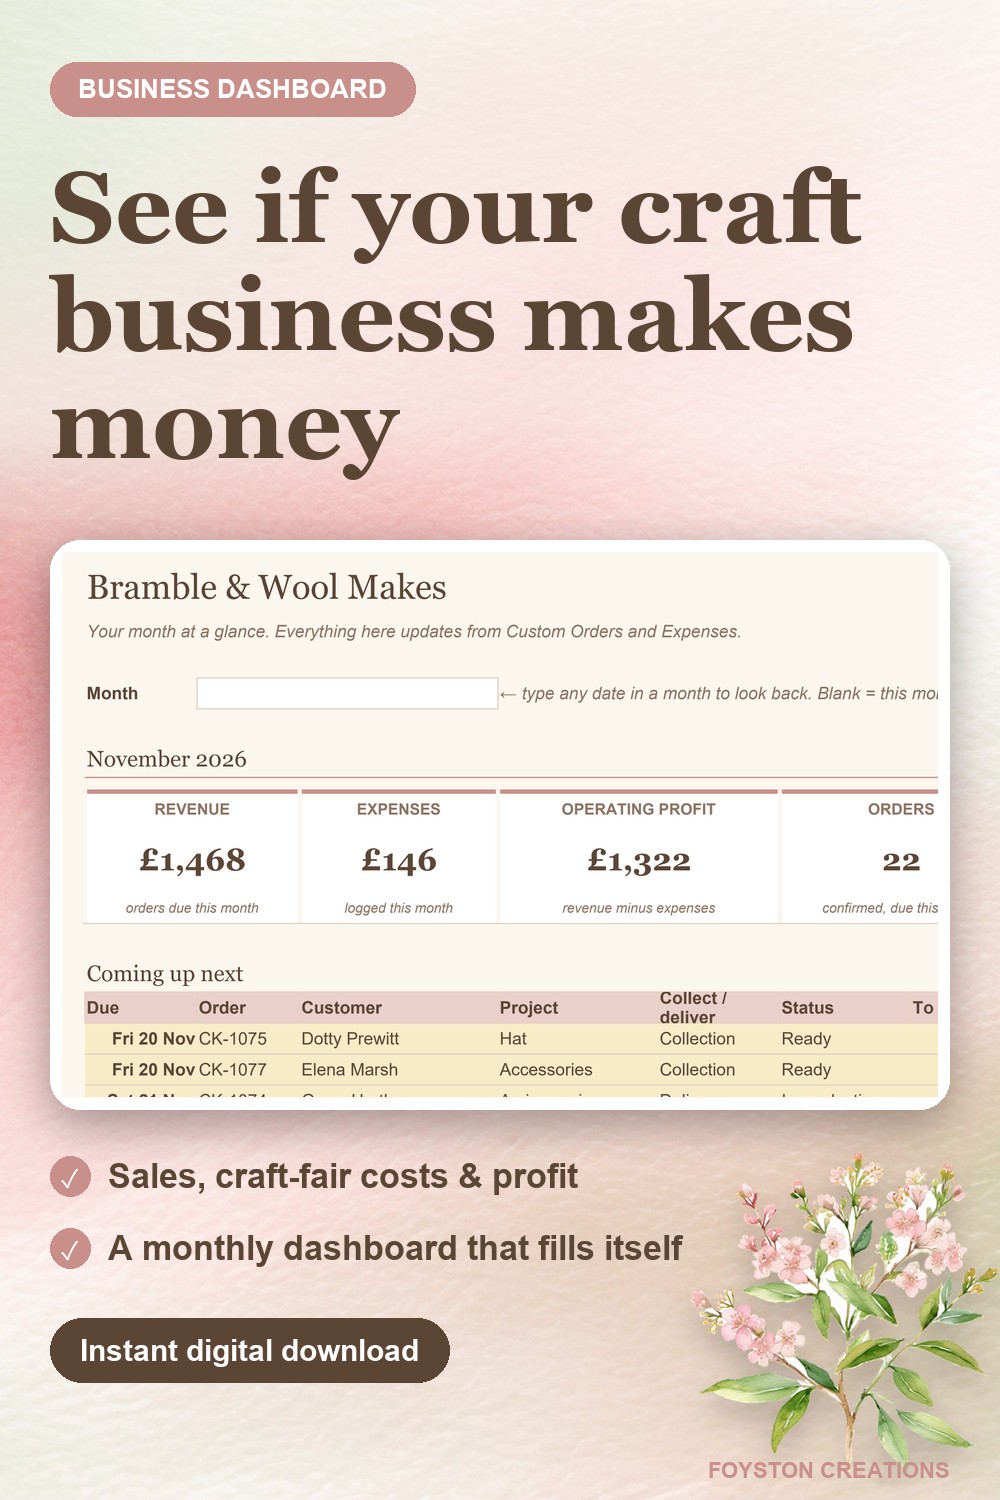 BUSINESS DASHBOARD
See if your craft
business makes
money
Bramble & Wool Makes
Your month at a glance. Everything here updates from Custom Orders and Expenses.
Month
← type any date in a month to look back. Blank = this
November 2026
REVENUE EXPENSES OPERATING PROFIT ORDERS
£1,468 £146 £1,322 22
orders due this month logged this month revenue minus expenses confirmed, due this
Coming up next
Due Order Customer Project Collect / deliver Status To
Fri 20 Nov CK-1075 Dotty Prewitt Hat Collection Ready
Fri 20 Nov CK-1077 Elena Marsh Accessories Collection Ready
✓ Sales, craft-fair costs & profit
✓ A monthly dashboard that fills itself
Instant digital download
FOYSTON CREATIONS